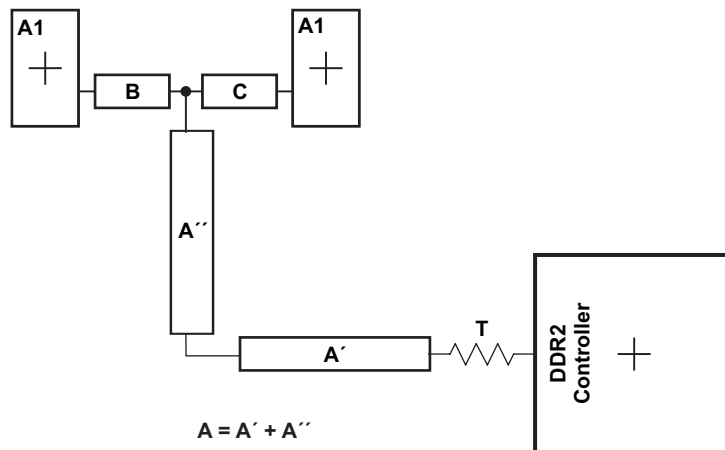 A1
A1
B
C
A´´
T
A´
DDR2
Controller
A = A´ + A´´